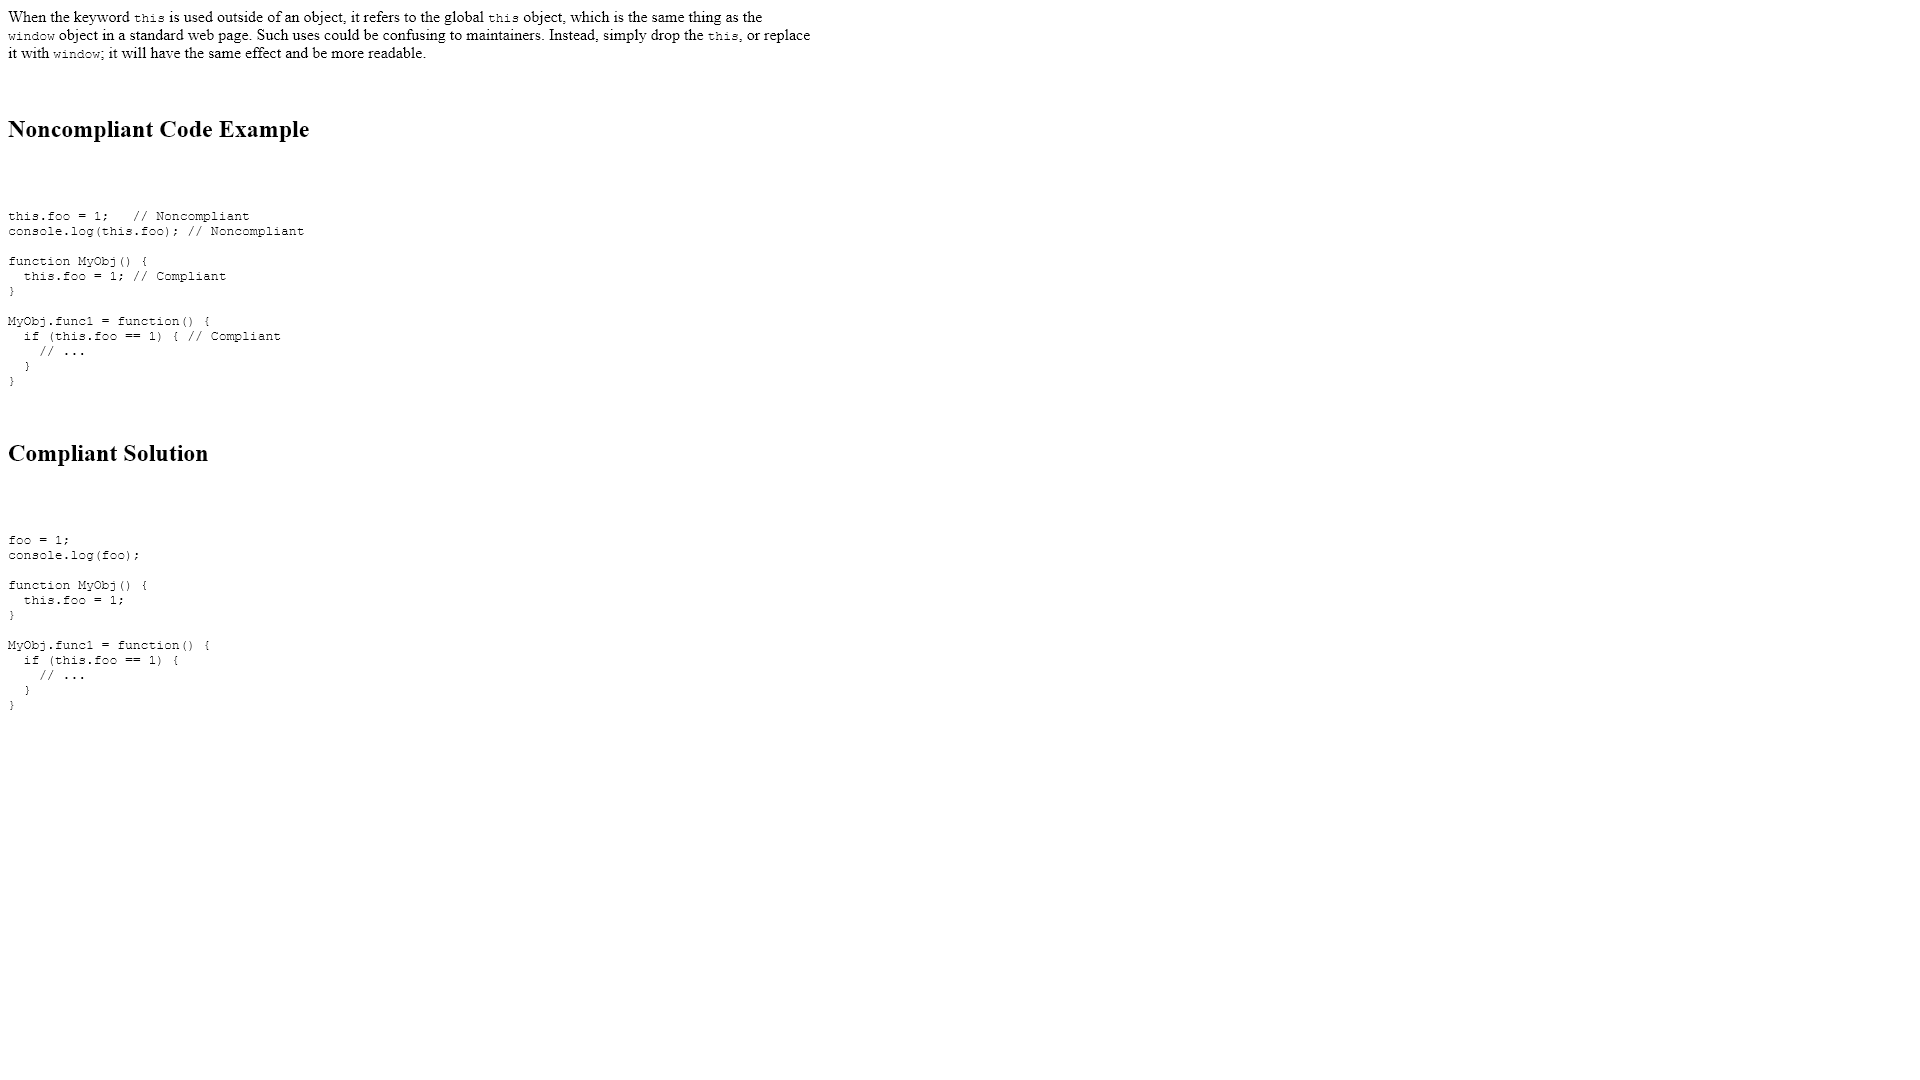 When the keyword this is used outside of an object, it refers to the global this object, which is the same thing as the
window object in a standard web page. Such uses could be confusing to maintainers. Instead, simply drop the this, or replace
it with window; it will have the same effect and be more readable.
Noncompliant Code Example
this.foo = 1;   // Noncompliant
console.log(this.foo); // Noncompliant
function MyObj() {
  this.foo = 1; // Compliant
}
MyObj.func1 = function() {
  if (this.foo == 1) { // Compliant
    // ...
  }
}
Compliant Solution
foo = 1;
console.log(foo);
function MyObj() {
  this.foo = 1;
}
MyObj.func1 = function() {
  if (this.foo == 1) {
    // ...
  }
}